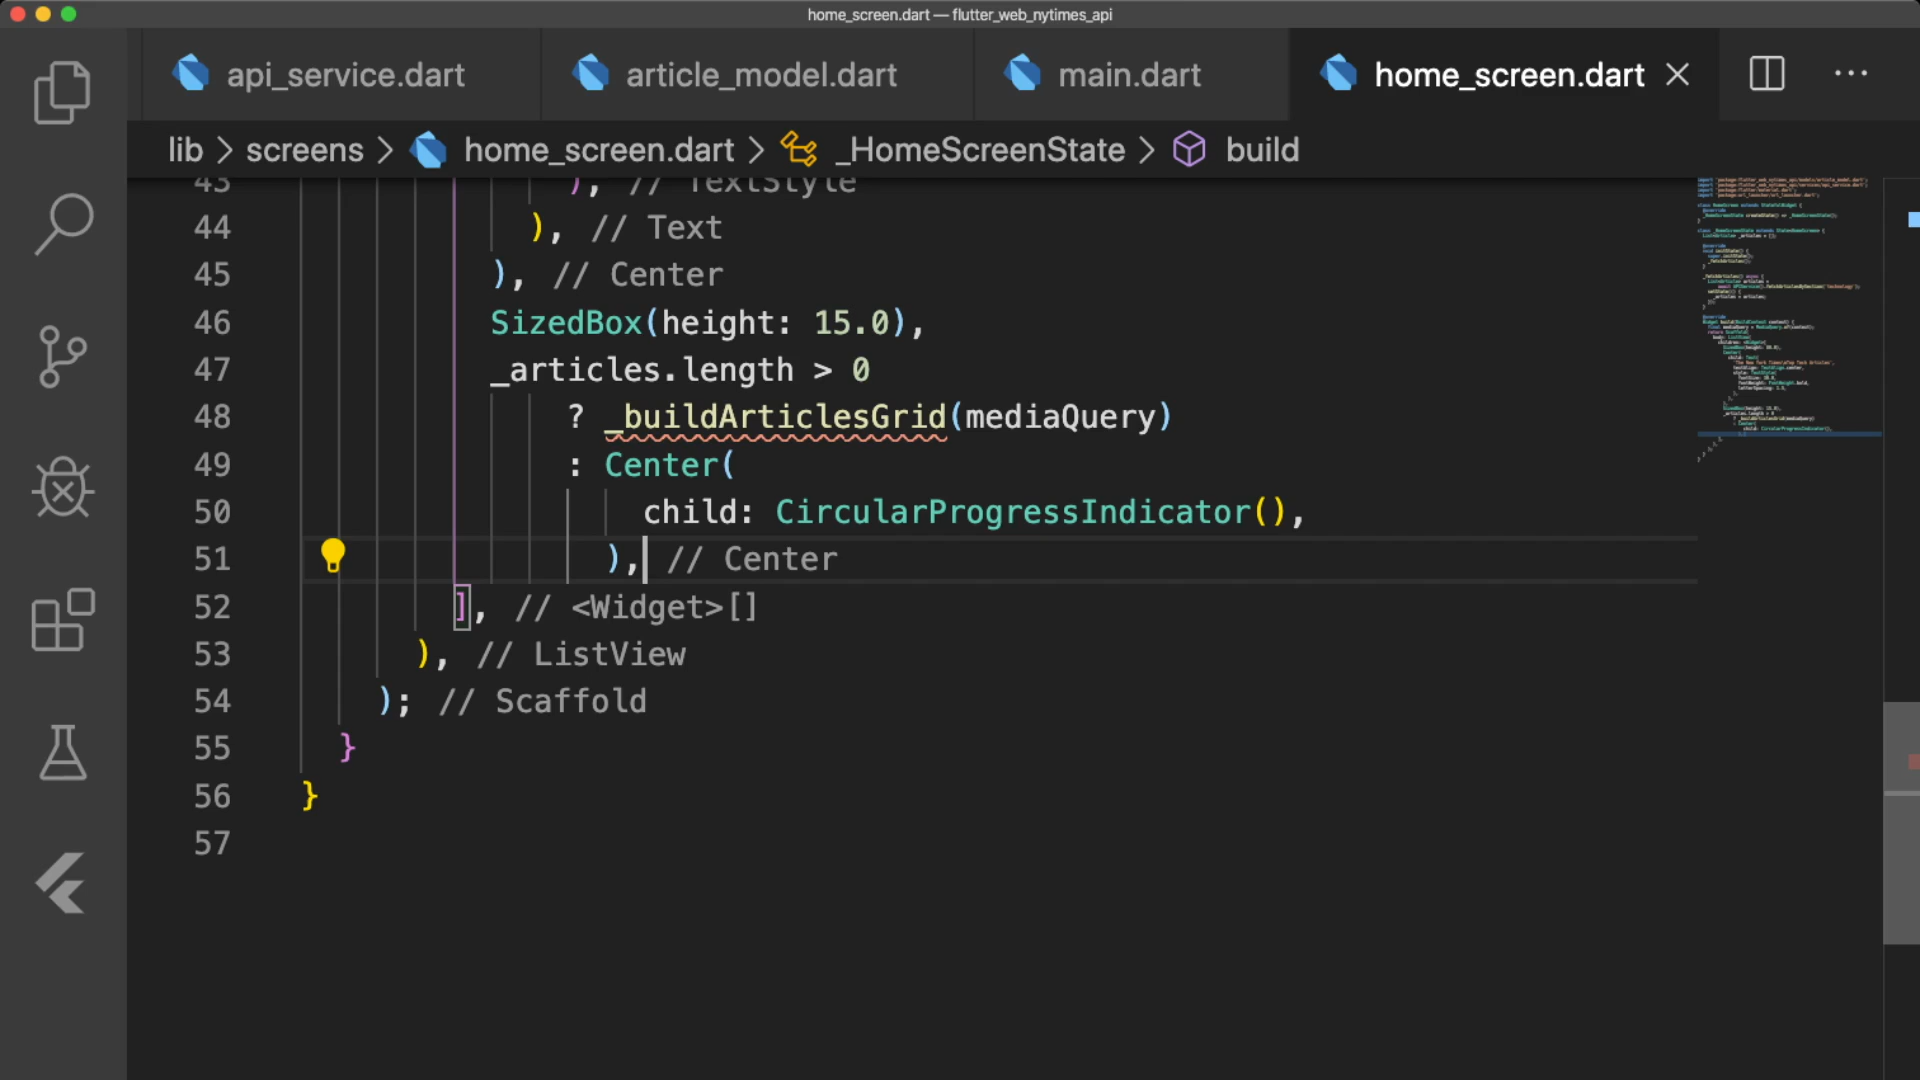 home_screen.dart — flutter_web_nytimes_api
api_service.dart article_model.dart main.dart home_screen.dart
lib > screens > home_screen.dart > _HomeScreenState > build
43 ), // TextStyle
44 ), // Text
45 ), // Center
46 SizedBox(height: 15.0),
47 _articles.length > 0
48 ? _buildArticlesGrid(mediaQuery)
49 : Center(
50 child: CircularProgressIndicator(),
51 ), // Center
52 ], // <Widget>[]
53 ), // ListView
54 ); // Scaffold
55 }
56 }
57